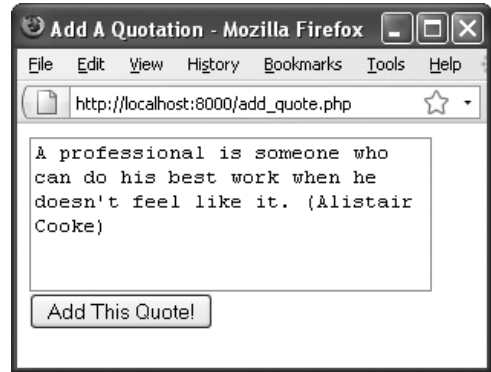 Add A Quotation - Mozilla Firefox
File Edit View History Bookmarks Tools Help
http://localhost:8000/add_quote.php
A professional is someone who
can do his best work when he
doesn't feel like it. (Alistair
Cooke)
Add This Quote!